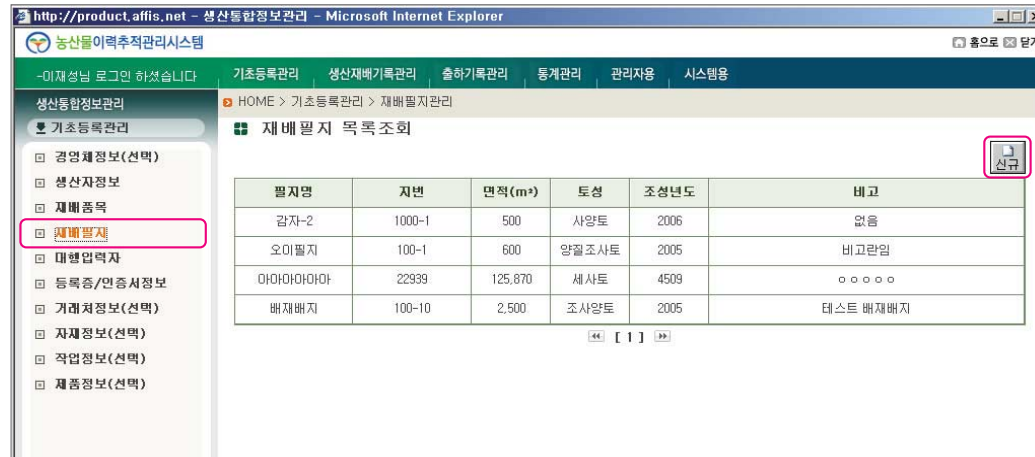 http://product.affis.net - 생산통합정보관리 - Microsoft Internet Explorer
농산물이력추적관리시스템
홈으로 닫기
-이재성님 로그인 하셨습니다
기초등록관리 생산재배기록관리 출하기록관리 통계관리 관리자용 시스템용
생산통합정보관리
HOME > 기초등록관리 > 재배필지관리
기초등록관리
재배필지 목록조회
신규
경영체정보(선택)
생산자정보
재배품목
재배필지
대행입력자
등록증/인증서정보
거래처정보(선택)
자재정보(선택)
작업정보(선택)
제품정보(선택)
필지명 지번 면적(m²) 토성 조성년도 비고
감자-2 1000-1 500 사양토 2006 없음
오이필지 100-1 600 양질조사토 2005 비고란임
아아아아아아 22939 125,870 세사토 4509 ㅇㅇㅇㅇㅇ
배재배지 100-10 2,500 조사양토 2005 테스트 배재배지
[ 1 ]